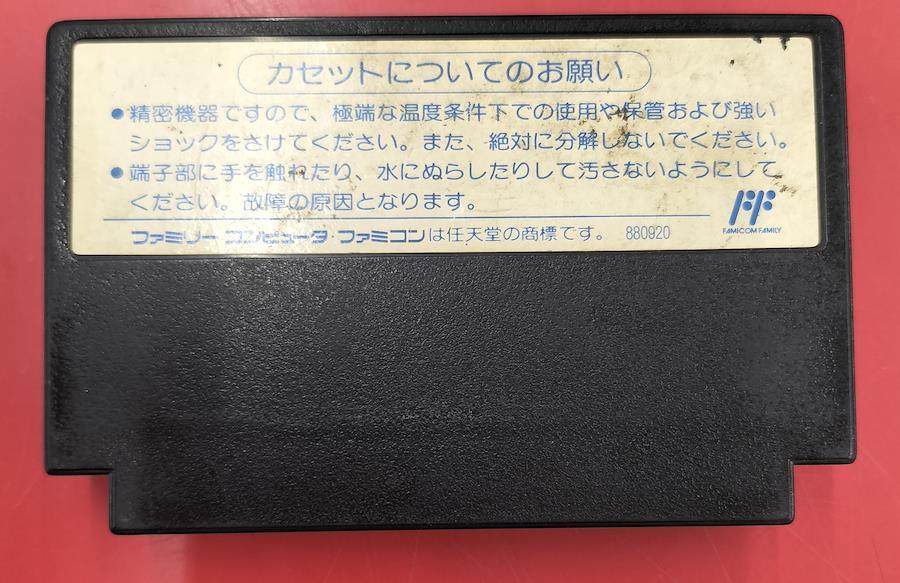 カセットについてのお願い
●精密機器ですので、極端な温度条件下での使用や保管および強い
ショックをさけてください。また、絶対に分解しないでください。
●端子部に手を触れたり、水にぬらしたりして汚さないようにして
ください。故障の原因となります。
ファミリーコンピュータ・ファミコンは任天堂の商標です。 880920
FAMICOM FAMILY